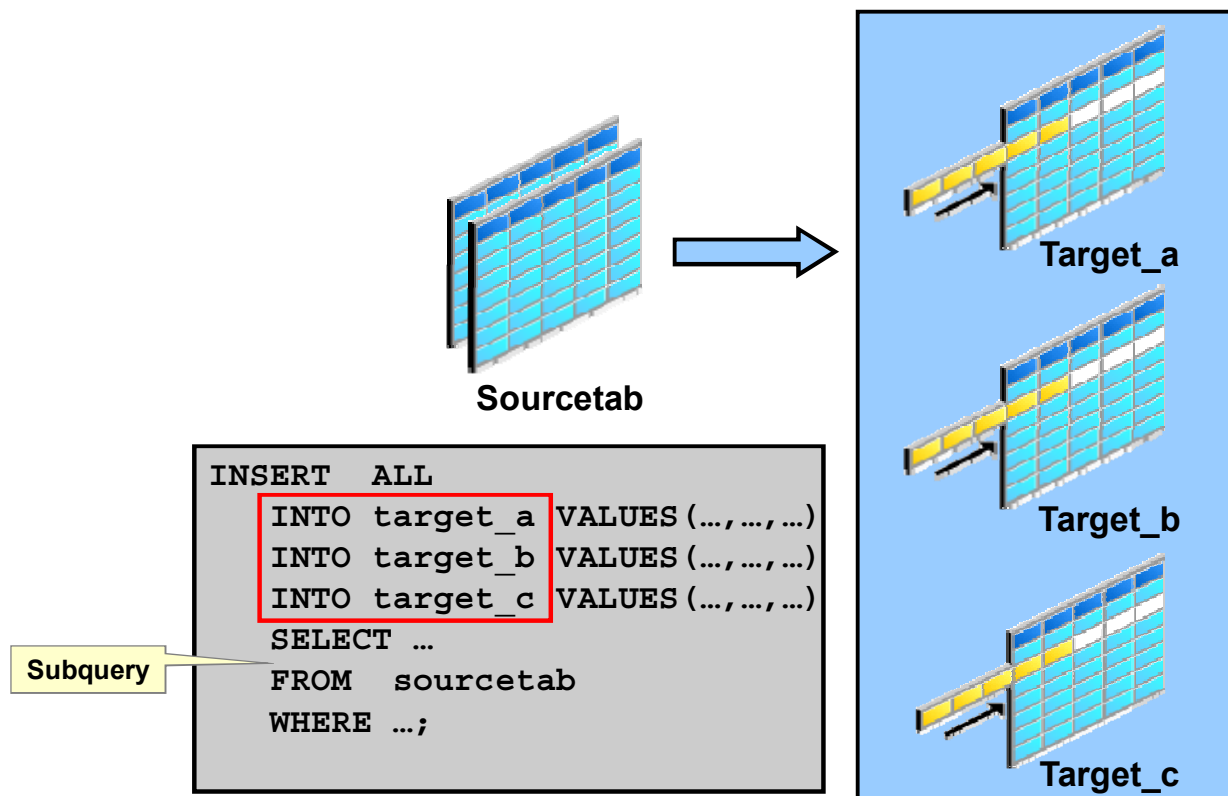 Target_a
Sourcetab
Target_b
INSERT ALL
INTO target_a VALUES(…,…,…)
INTO target_b VALUES(…,…,…)
INTO target_c VALUES(…,…,…)
SELECT …
FROM sourcetab
WHERE …;
Subquery
Target_c